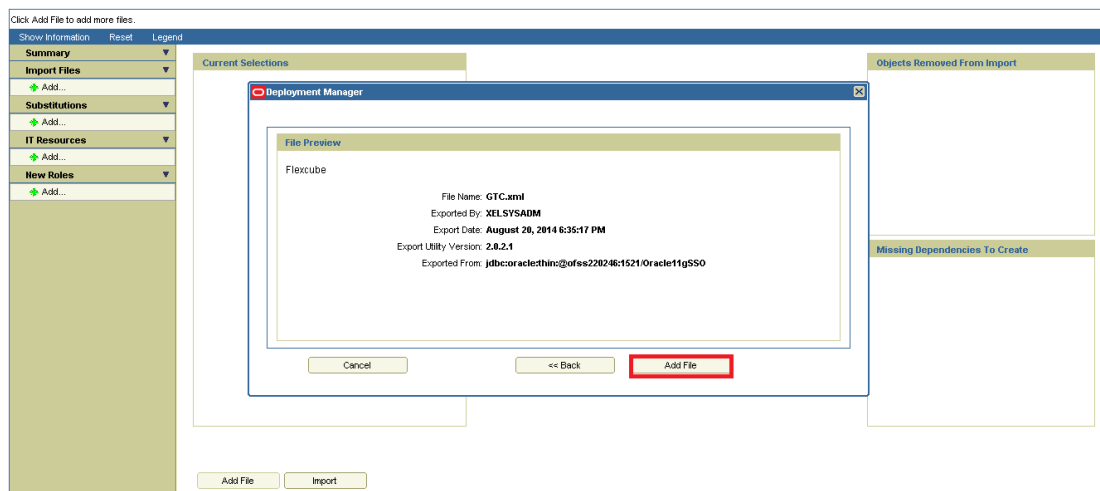 Click Add File to add more files.
Show Information Reset Legend
Summary
Import Files
Add...
Substitutions
Add...
IT Resources
Add...
New Roles
Add...
Current Selections
Objects Removed From Import
Missing Dependencies To Create
Deployment Manager
File Preview
Flexcube
File Name: GTC.xml
Exported By: XELSYSADM
Export Date: August 20, 2014 6:35:17 PM
Export Utility Version: 2.0.2.1
Exported From: jdbc:oracle:thin:@ofss220246:1521/Oracle11gSSO
Cancel << Back Add File
Add File Import